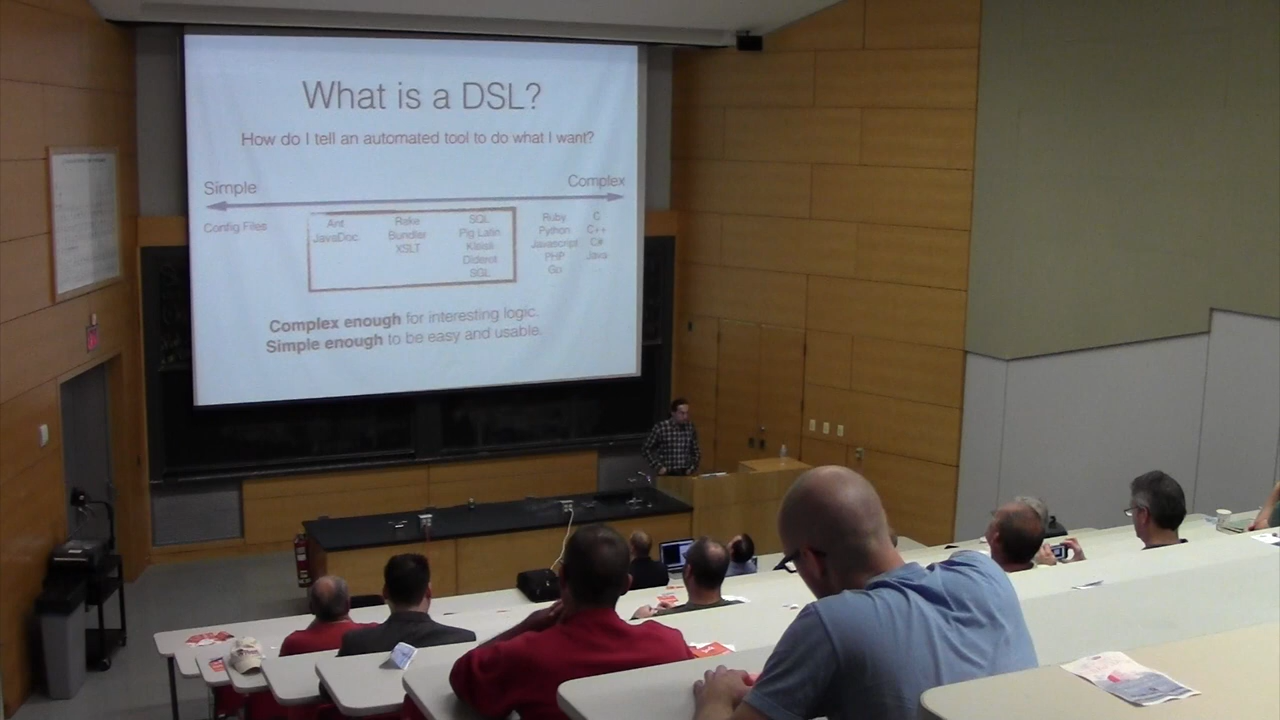 What is a DSL?
How do I tell an automated tool to do what I want?
Simple
Complex
Config Files
Ant
JavaDoc
Rake
Bundler
XSLT
SQL
Pig Latin
Kleisli
Diderot
SQL
Ruby
Python
Javascript
PHP
Go
C
C++
C#
Java
Complex enough for interesting logic.
Simple enough to be easy and usable.